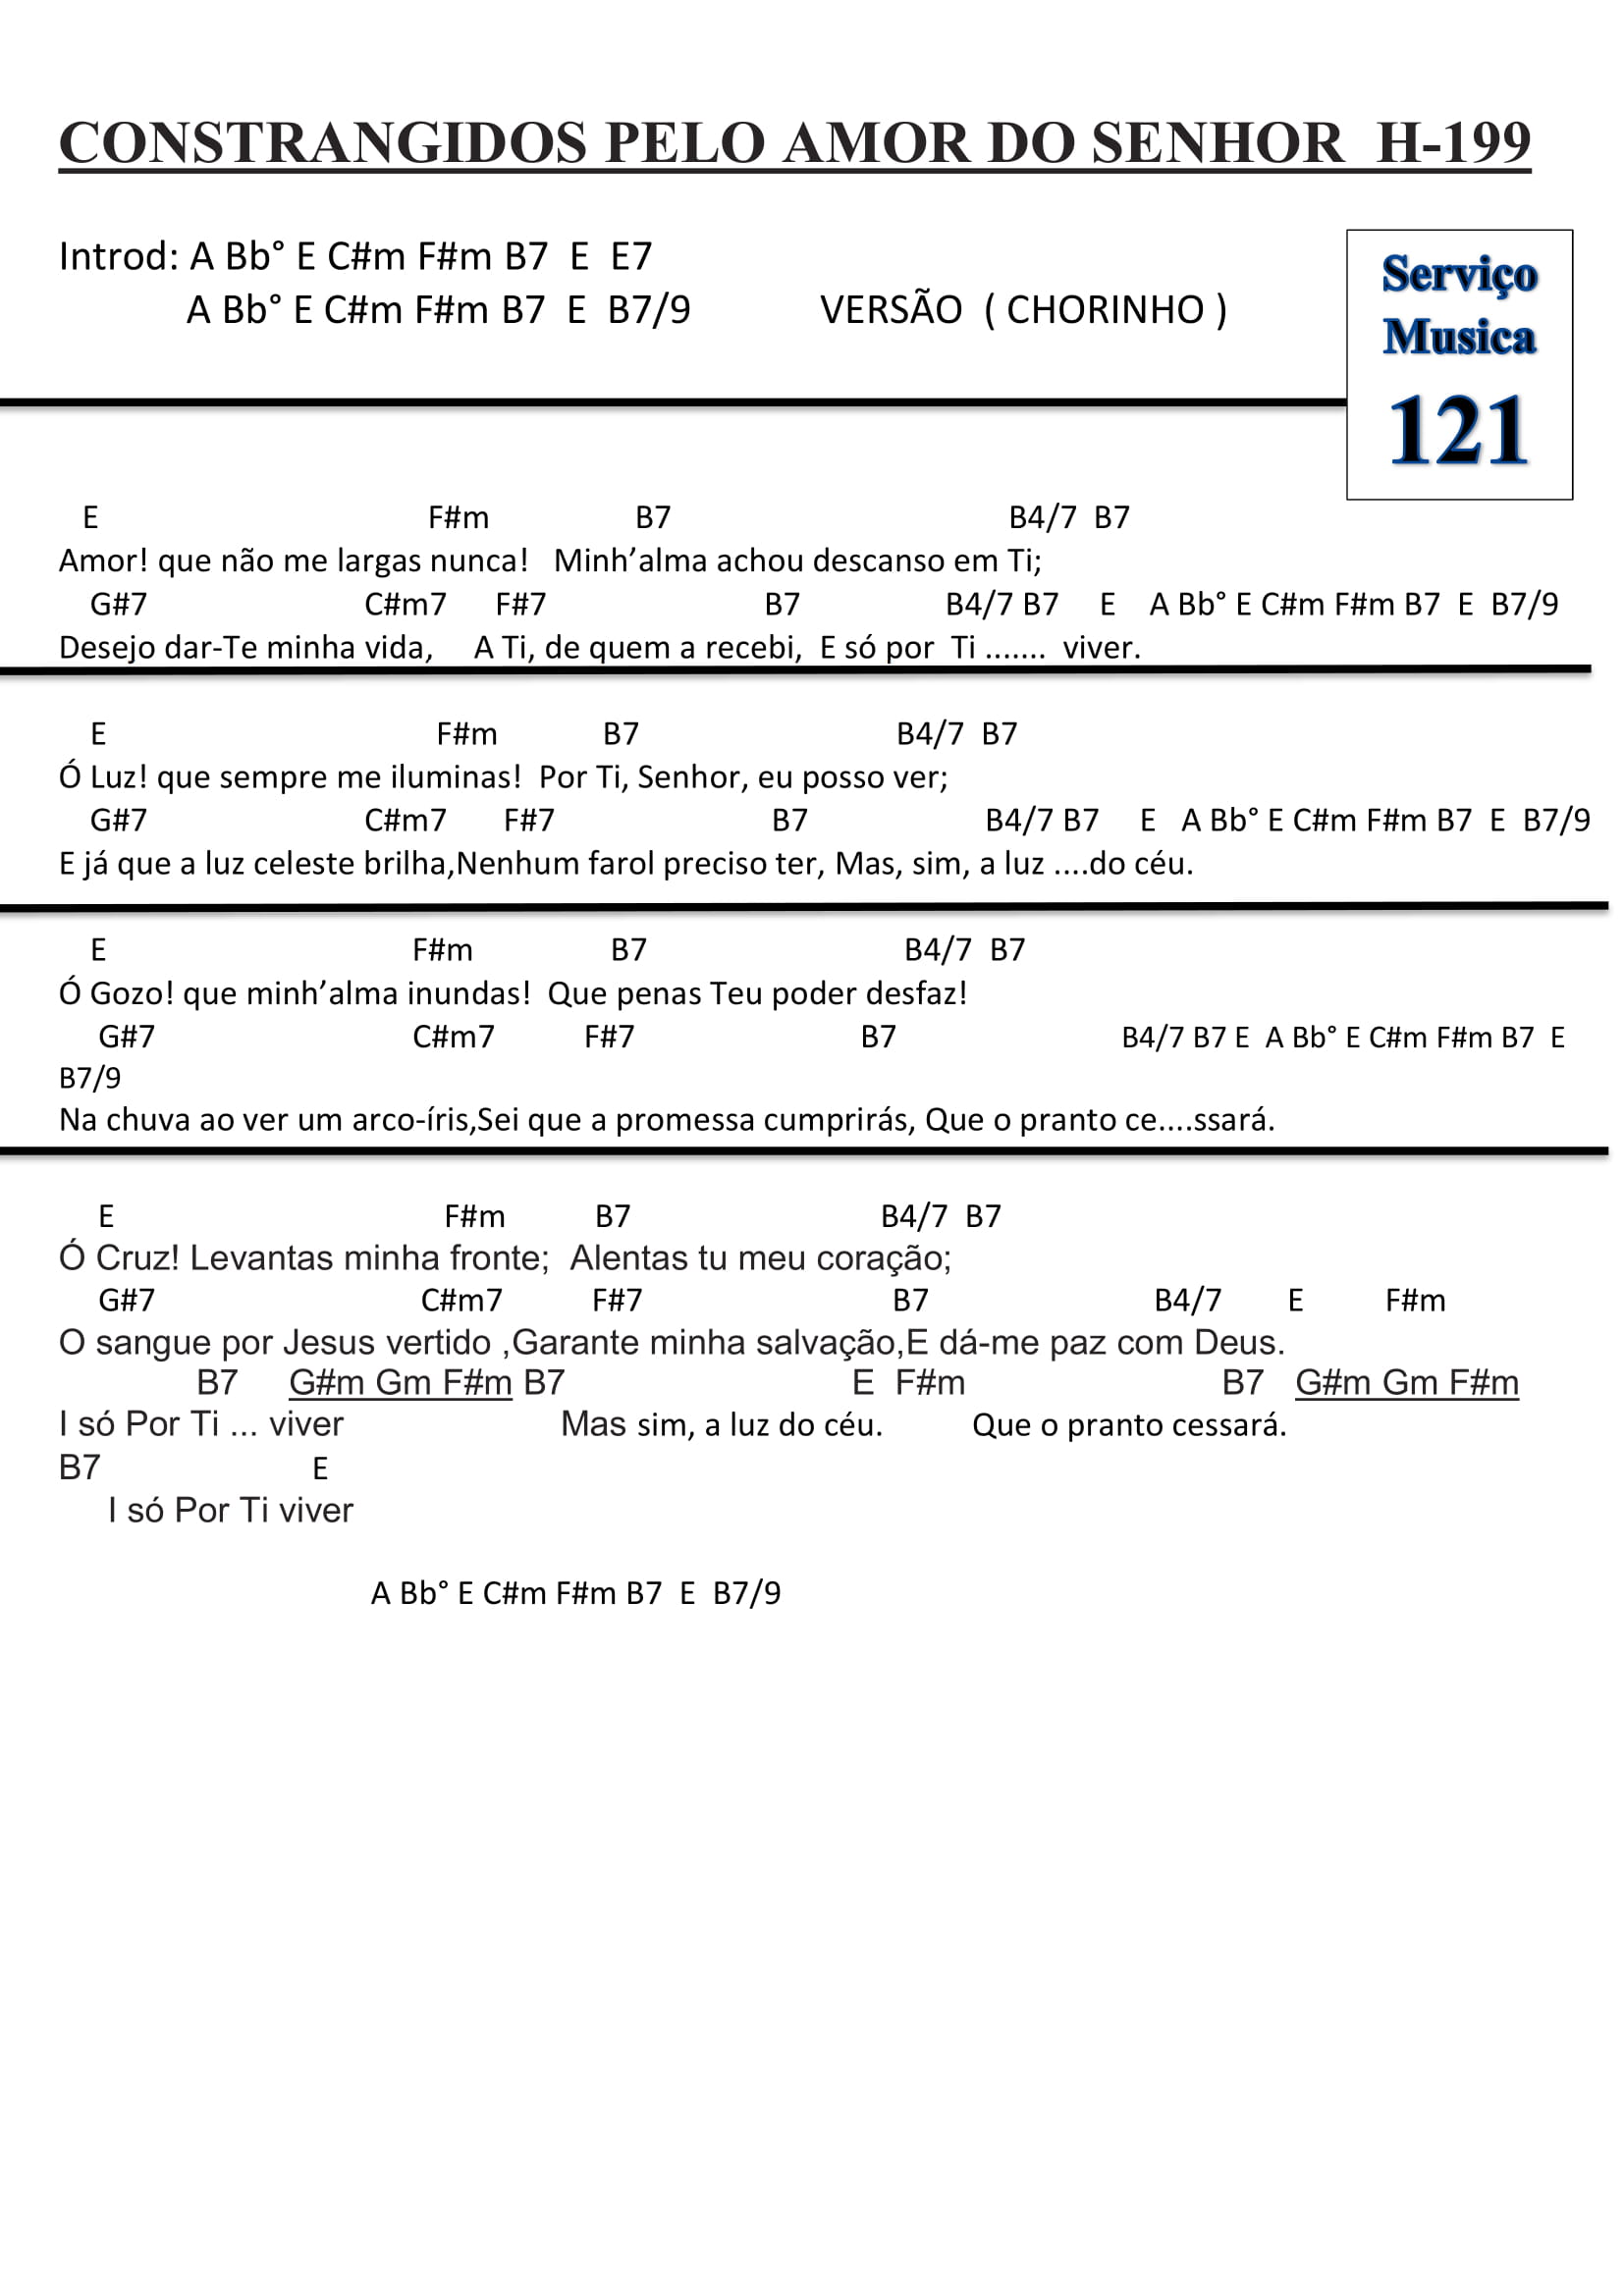 CONSTRANGIDOS PELO AMOR DO SENHOR H-199
Introd: A Bb° E C#m F#m B7 E E7
A Bb° E C#m F#m B7 E B7/9 VERSÃO ( CHORINHO )
Serviço
Musica
121
E F#m B7 B4/7 B7
Amor! que não me largas nunca! Minh’alma achou descanso em Ti;
G#7 C#m7 F#7 B7 B4/7 B7 E A Bb° E C#m F#m B7 E B7/9
Desejo dar-Te minha vida, A Ti, de quem a recebi, E só por Ti ....... viver.
E F#m B7 B4/7 B7
Ó Luz! que sempre me iluminas! Por Ti, Senhor, eu posso ver;
G#7 C#m7 F#7 B7 B4/7 B7 E A Bb° E C#m F#m B7 E B7/9
E já que a luz celeste brilha,Nenhum farol preciso ter, Mas, sim, a luz ....do céu.
E F#m B7 B4/7 B7
Ó Gozo! que minh’alma inundas! Que penas Teu poder desfaz!
G#7 C#m7 F#7 B7 B4/7 B7 E A Bb° E C#m F#m B7 E
B7/9
Na chuva ao ver um arco-íris,Sei que a promessa cumprirás, Que o pranto ce....ssará.
E F#m B7 B4/7 B7
Ó Cruz! Levantas minha fronte; Alentas tu meu coração;
G#7 C#m7 F#7 B7 B4/7 E F#m
O sangue por Jesus vertido ,Garante minha salvação,E dá-me paz com Deus.
B7 G#m Gm F#m B7 E F#m B7 G#m Gm F#m
I só Por Ti ... viver Mas sim, a luz do céu. Que o pranto cessará.
B7 E
I só Por Ti viver
A Bb° E C#m F#m B7 E B7/9